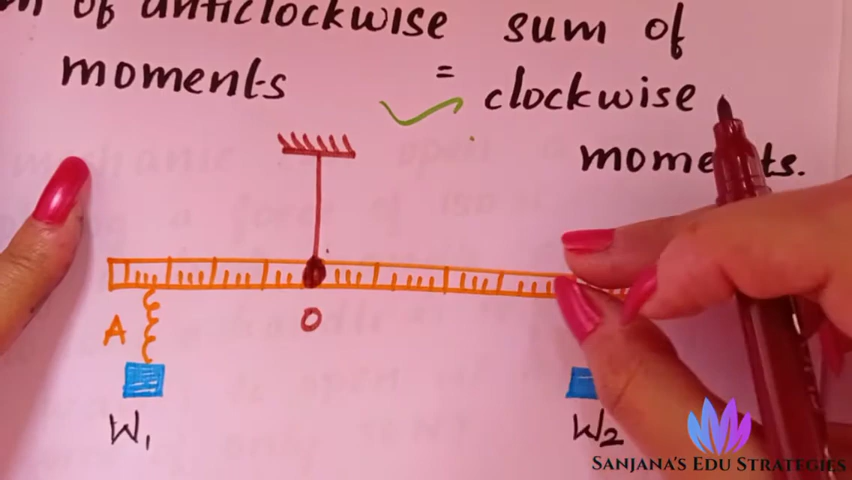 of anticlockwise sum of
moments = clockwise
moments.
A
O
W₁
W₂
SANJANA'S EDU STRATEGIES